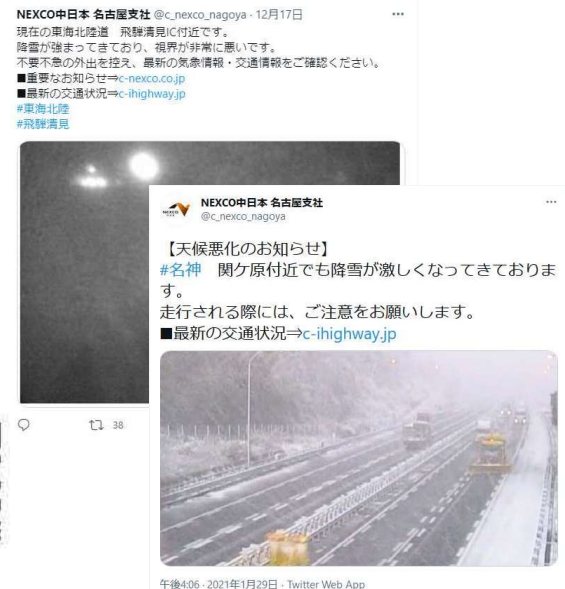 NEXCO中日本 名古屋支社 @c_nexco_nagoya · 12月17日
現在の東海北陸道　飛騨清見IC付近です。
降雪が強まってきており、視界が非常に悪いです。
不要不急の外出を控え、最新の気象情報・交通情報をご確認ください。
■重要なお知らせ⇒c-nexco.co.jp
■最新の交通状況⇒c-ihighway.jp
#東海北陸
#飛騨清見
38
NEXCO中日本 名古屋支社
@c_nexco_nagoya
NEXCO
【天候悪化のお知らせ】
#名神　関ケ原付近でも降雪が激しくなってきておりま
す。
走行される際には、ご注意をお願いします。
■最新の交通状況⇒c-ihighway.jp
午後4:06 · 2021年1月29日 · Twitter Web App